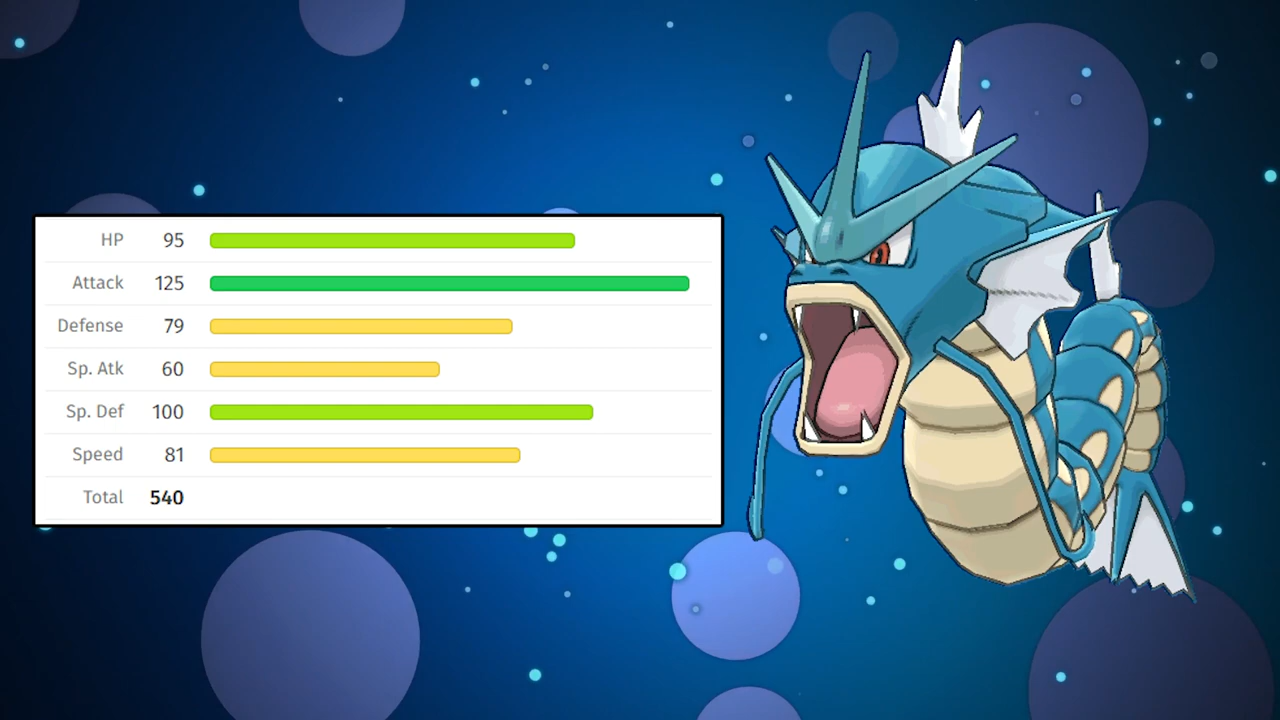 HP 95
Attack 125
Defense 79
Sp. Atk 60
Sp. Def 100
Speed 81
Total 540